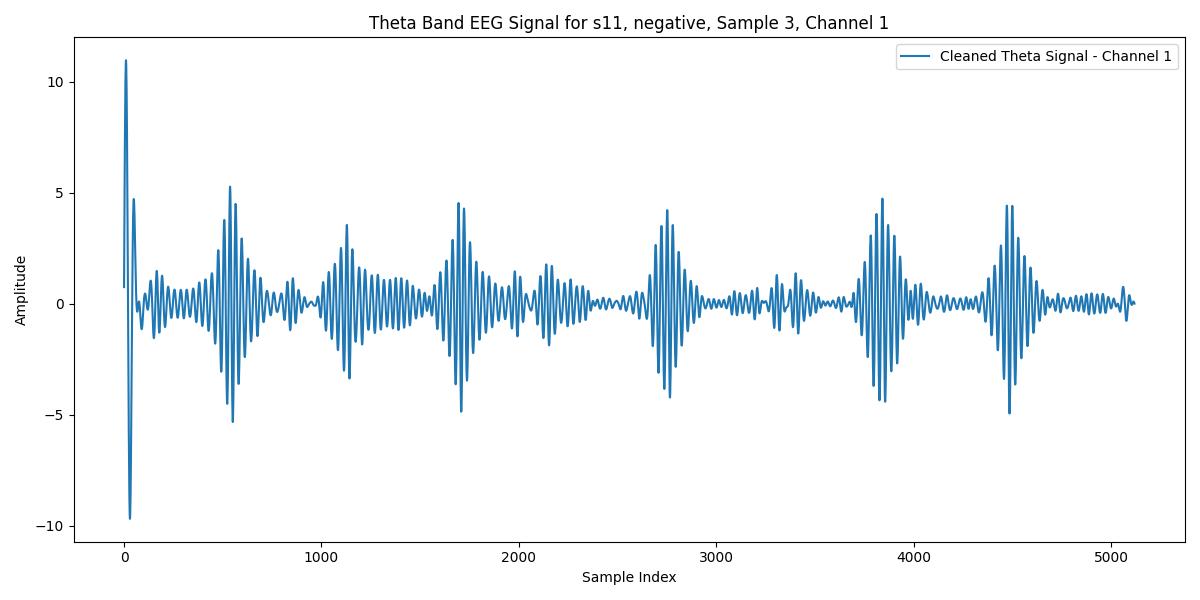 Theta Band EEG Signal for s11, negative, Sample 3, Channel 1
Cleaned Theta Signal - Channel 1
Amplitude
10
5
0
−5
−10
0 1000 2000 3000 4000 5000
Sample Index